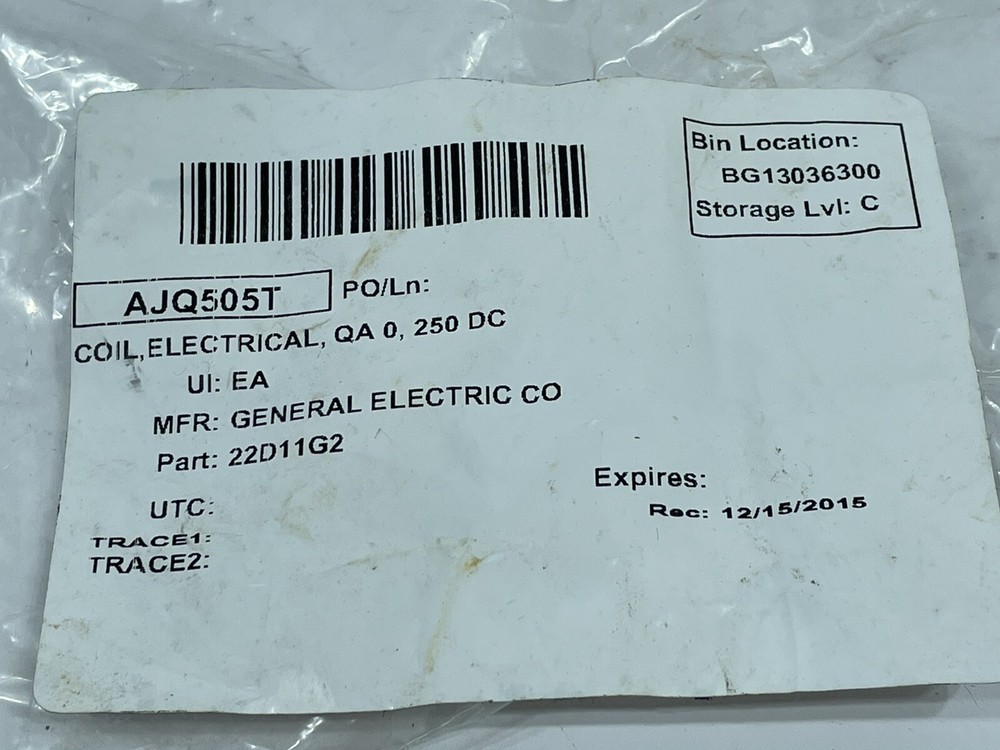 Bin Location:
BG13036300
Storage Lvl: C
AJQ505T PO/Ln:
COIL,ELECTRICAL, QA 0, 250 DC
UI: EA
MFR: GENERAL ELECTRIC CO
Part: 22D11G2
Expires:
UTC:
Rec: 12/15/2015
TRACE1:
TRACE2: